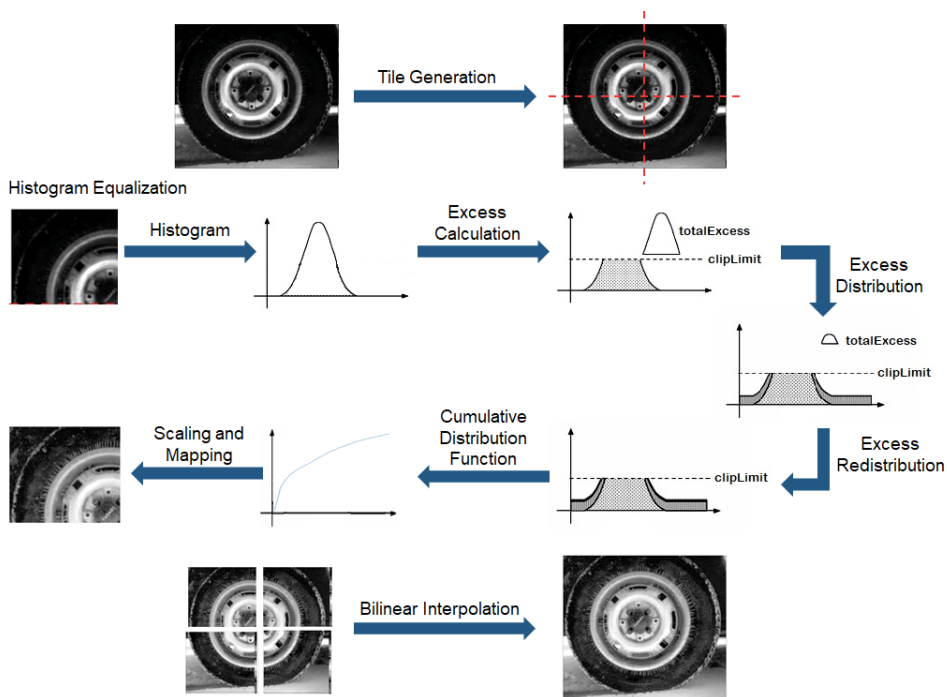 Tile Generation
Histogram Equalization
Histogram
Excess
Calculation
totalExcess
clipLimit
Excess
Distribution
totalExcess
clipLimit
Scaling and
Mapping
Cumulative
Distribution
Function
clipLimit
Excess
Redistribution
Bilinear Interpolation